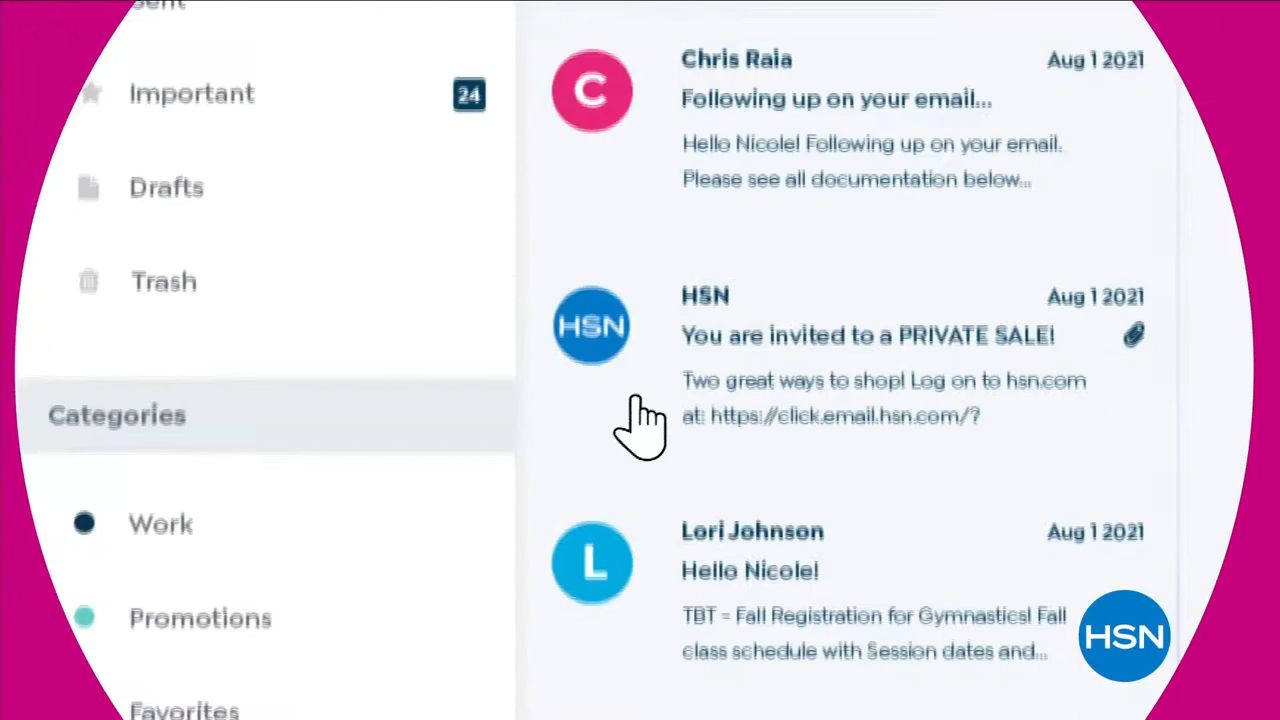 Sent
Important
24
Drafts
Trash
Categories
Work
Promotions
Favorites
C
Chris Raia
Aug 1 2021
Following up on your email...
Hello Nicole! Following up on your email.
Please see all documentation below...
HSN
HSN
Aug 1 2021
You are invited to a PRIVATE SALE!
Two great ways to shop! Log on to hsn.com
at: https://click.email.hsn.com/?
L
Lori Johnson
Aug 1 2021
Hello Nicole!
TBT = Fall Registration for Gymnastics! Fall
class schedule with Session dates and...
HSN